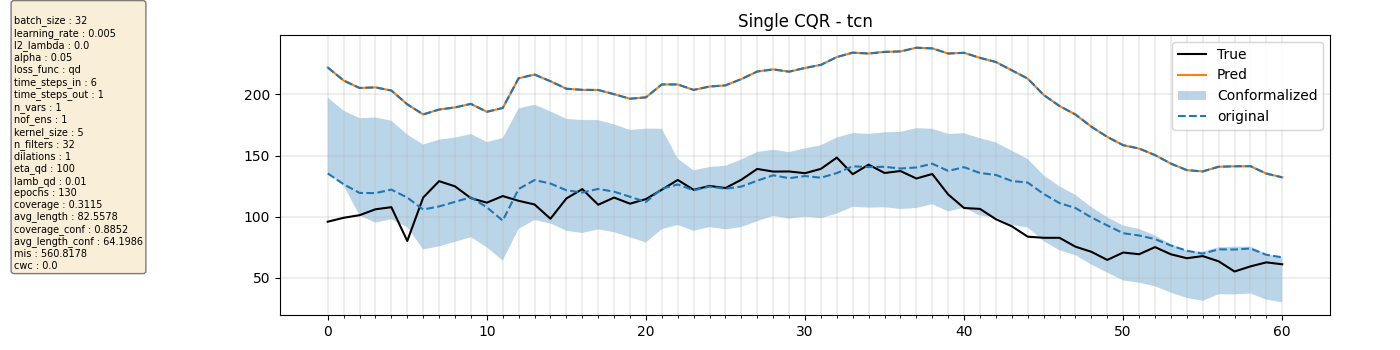 batch_size : 32
learning_rate : 0.005
l2_lambda : 0.0
alpha : 0.05
loss_func : qd
time_steps_in : 6
time_steps_out : 1
n_vars : 1
nof_ens : 1
kernel_size : 5
n_filters : 32
dilations : 1
eta_qd : 100
lamb_qd : 0.01
epochs : 130
coverage : 0.3115
avg_length : 82.5578
coverage_conf : 0.8852
avg_length_conf : 64.1986
mis : 560.8178
cwc : 0.0
Single CQR - tcn
True
Pred
Conformalized
original
200
150
100
50
0 10 20 30 40 50 60